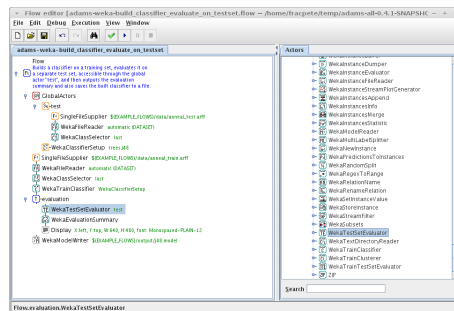 Flow editor [adams-weka-build_classifier_evaluate_on_testset.flow — /home/fracpete/temp/adams-all-0.4.1-SNAPSHC
File Edit Debug Execution View Window
adams-weka-build_classifier_evaluate_on_testset
Flow
Builds a classifier on a training set, evaluates it on
a separate test set, accessible through the global
actor "test", and then outputs the evaluation
summary and also saves the built classifier to a file.
GlobalActors
test
SingleFileSupplier $(EXAMPLE_FLOWS)/data/anneal_test.arff
WekaFileReader automatic (DATASET)
WekaClassSelector last
WekaClassifierSetup trees.J48
SingleFileSupplier $(EXAMPLE_FLOWS)/data/anneal_train.arff
WekaFileReader automatic (DATASET)
WekaClassSelector last
WekaTrainClassifier WekaClassifierSetup
evaluation
WekaTestSetEvaluator test
WekaEvaluationSummary
Display X:left, Y:top, W:640, H:480, font: Monospaced-PLAIN-12
WekaModelWriter $(EXAMPLE_FLOWS)/output/j48.model
Actors
WekaInstanceDumper
WekaInstanceEvaluator
WekaInstanceFileReader
WekaInstanceStreamPlotGenerator
WekaInstancesAppend
WekaInstancesInfo
WekaInstancesMerge
WekaInstancesStatistic
WekaModelReader
WekaMultiLabelSplitter
WekaNewInstance
WekaPredictionsToInstances
WekaRandomSplit
WekaRegexToRange
WekaRelationName
WekaRenameRelation
WekaSetInstanceValue
WekaStoreInstance
WekaStreamFilter
WekaSubsets
WekaTestSetEvaluator
WekaTextDirectoryReader
WekaTrainClassifier
WekaTrainClusterer
WekaTrainTestSetEvaluator
ZIP
Search
Flow.evaluation.WekaTestSetEvaluator